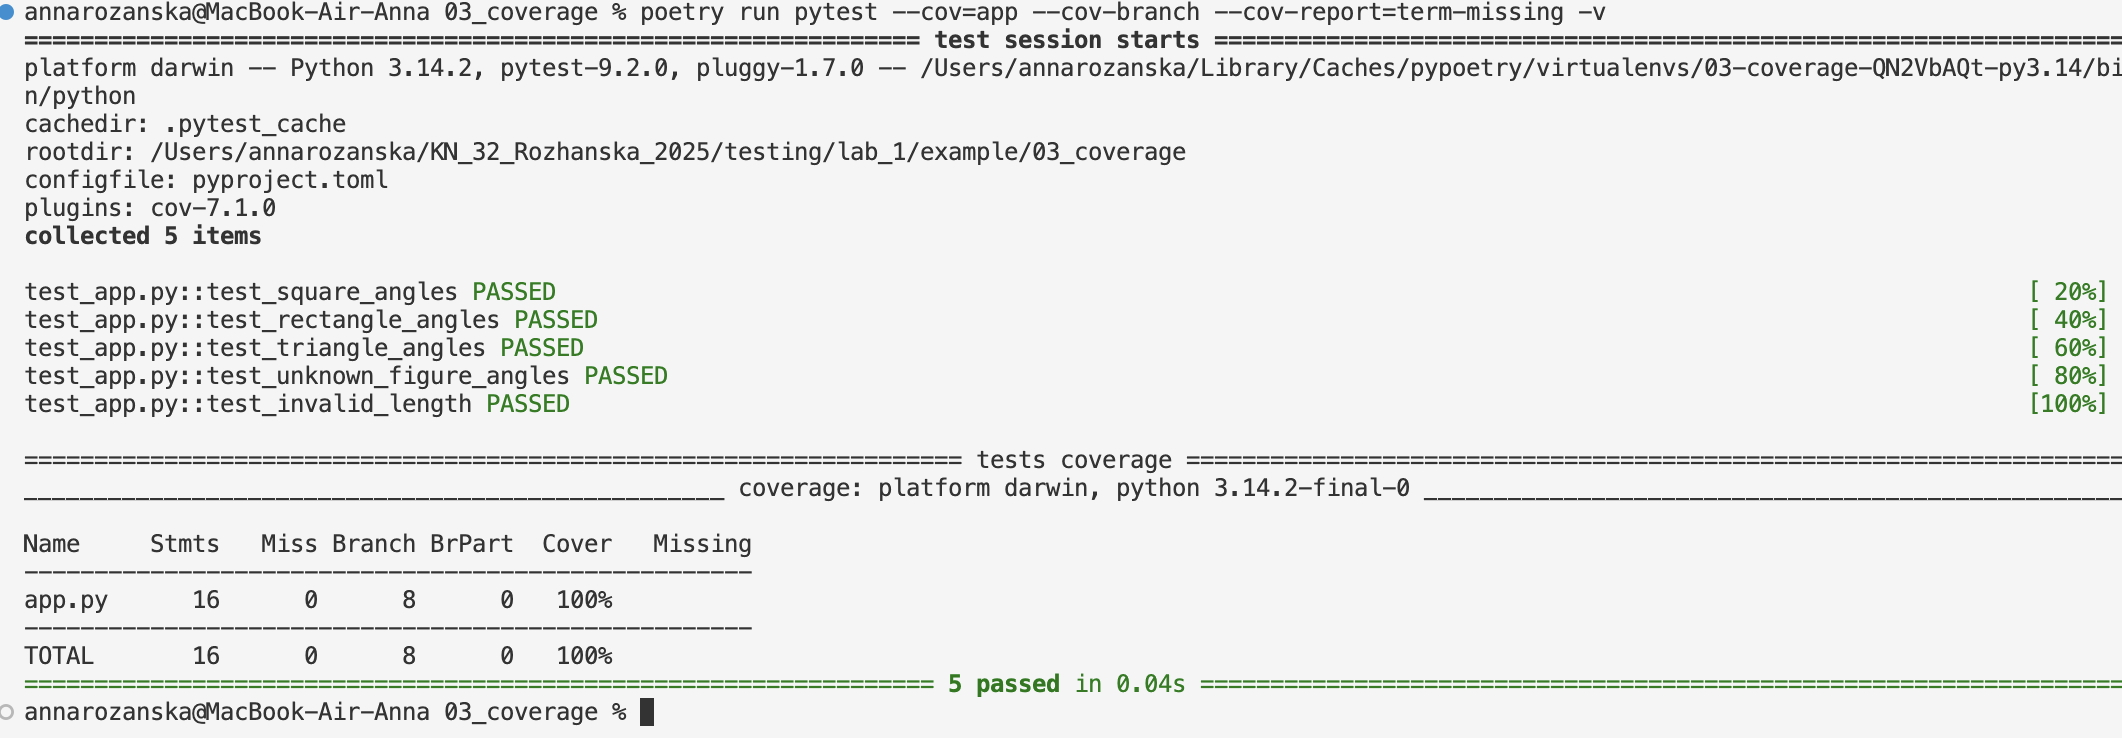 annarozanska@MacBook-Air-Anna 03_coverage % poetry run pytest --cov=app --cov-branch --cov-report=term-missing -v
================================================================ test session starts =================================================================
platform darwin -- Python 3.14.2, pytest-9.2.0, pluggy-1.7.0 -- /Users/annarozanska/Library/Caches/pypoetry/virtualenvs/03-coverage-QN2VbAQt-py3.14/bi
n/python
cachedir: .pytest_cache
rootdir: /Users/annarozanska/KN_32_Rozhanska_2025/testing/lab_1/example/03_coverage
configfile: pyproject.toml
plugins: cov-7.1.0
collected 5 items

test_app.py::test_square_angles PASSED [ 20%]
test_app.py::test_rectangle_angles PASSED [ 40%]
test_app.py::test_triangle_angles PASSED [ 60%]
test_app.py::test_unknown_figure_angles PASSED [ 80%]
test_app.py::test_invalid_length PASSED [100%]

=================================================================== tests coverage ===================================================================
__________________________________________________ coverage: platform darwin, python 3.14.2-final-0 __________________________________________________

Name     Stmts   Miss Branch BrPart  Cover   Missing
----------------------------------------------------
app.py      16      0      8      0   100%
----------------------------------------------------
TOTAL       16      0      8      0   100%
================================================================= 5 passed in 0.04s ==================================================================
annarozanska@MacBook-Air-Anna 03_coverage %